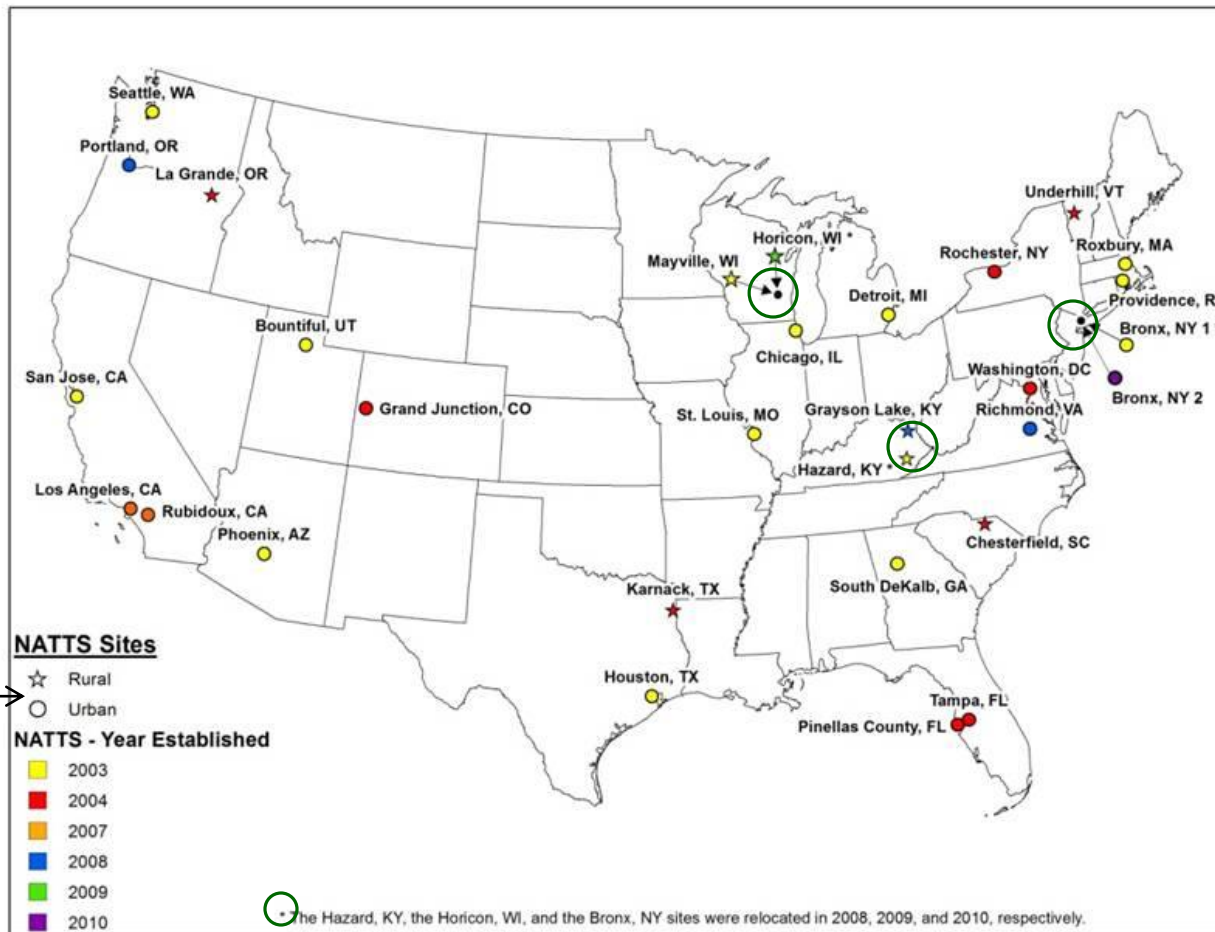 Seattle, WA
Portland, OR
La Grande, OR
Underhill, VT
Horicon, WI *
Roxbury, MA
Rochester, NY
Mayville, WI
Detroit, MI
Providence, R
Bountiful, UT
Bronx, NY 1
Chicago, IL
San Jose, CA
Washington, DC
Grand Junction, CO
Bronx, NY 2
St. Louis, MO
Grayson Lake, KY
Richmond, VA
Hazard, KY *
Los Angeles, CA
Rubidoux, CA
Phoenix, AZ
Chesterfield, SC
Karnack, TX
South DeKalb, GA
Houston, TX
Tampa, FL
Pinellas County, FL
NATTS Sites
Rural
Urban
NATTS - Year Established
2003
2004
2007
2008
2009
2010
* The Hazard, KY, the Horicon, WI, and the Bronx, NY sites were relocated in 2008, 2009, and 2010, respectively.